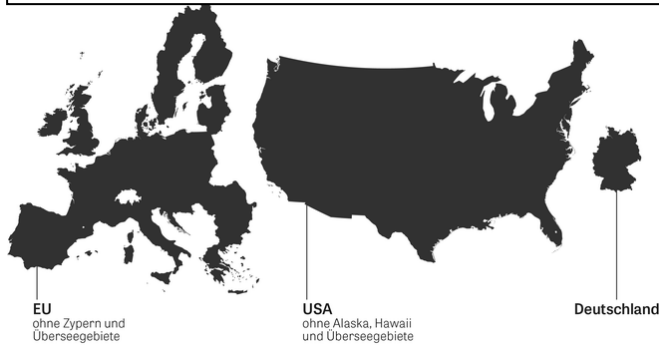 EU
ohne Zypern und
Überseegebiete
USA
ohne Alaska, Hawaii
und Überseegebiete
Deutschland